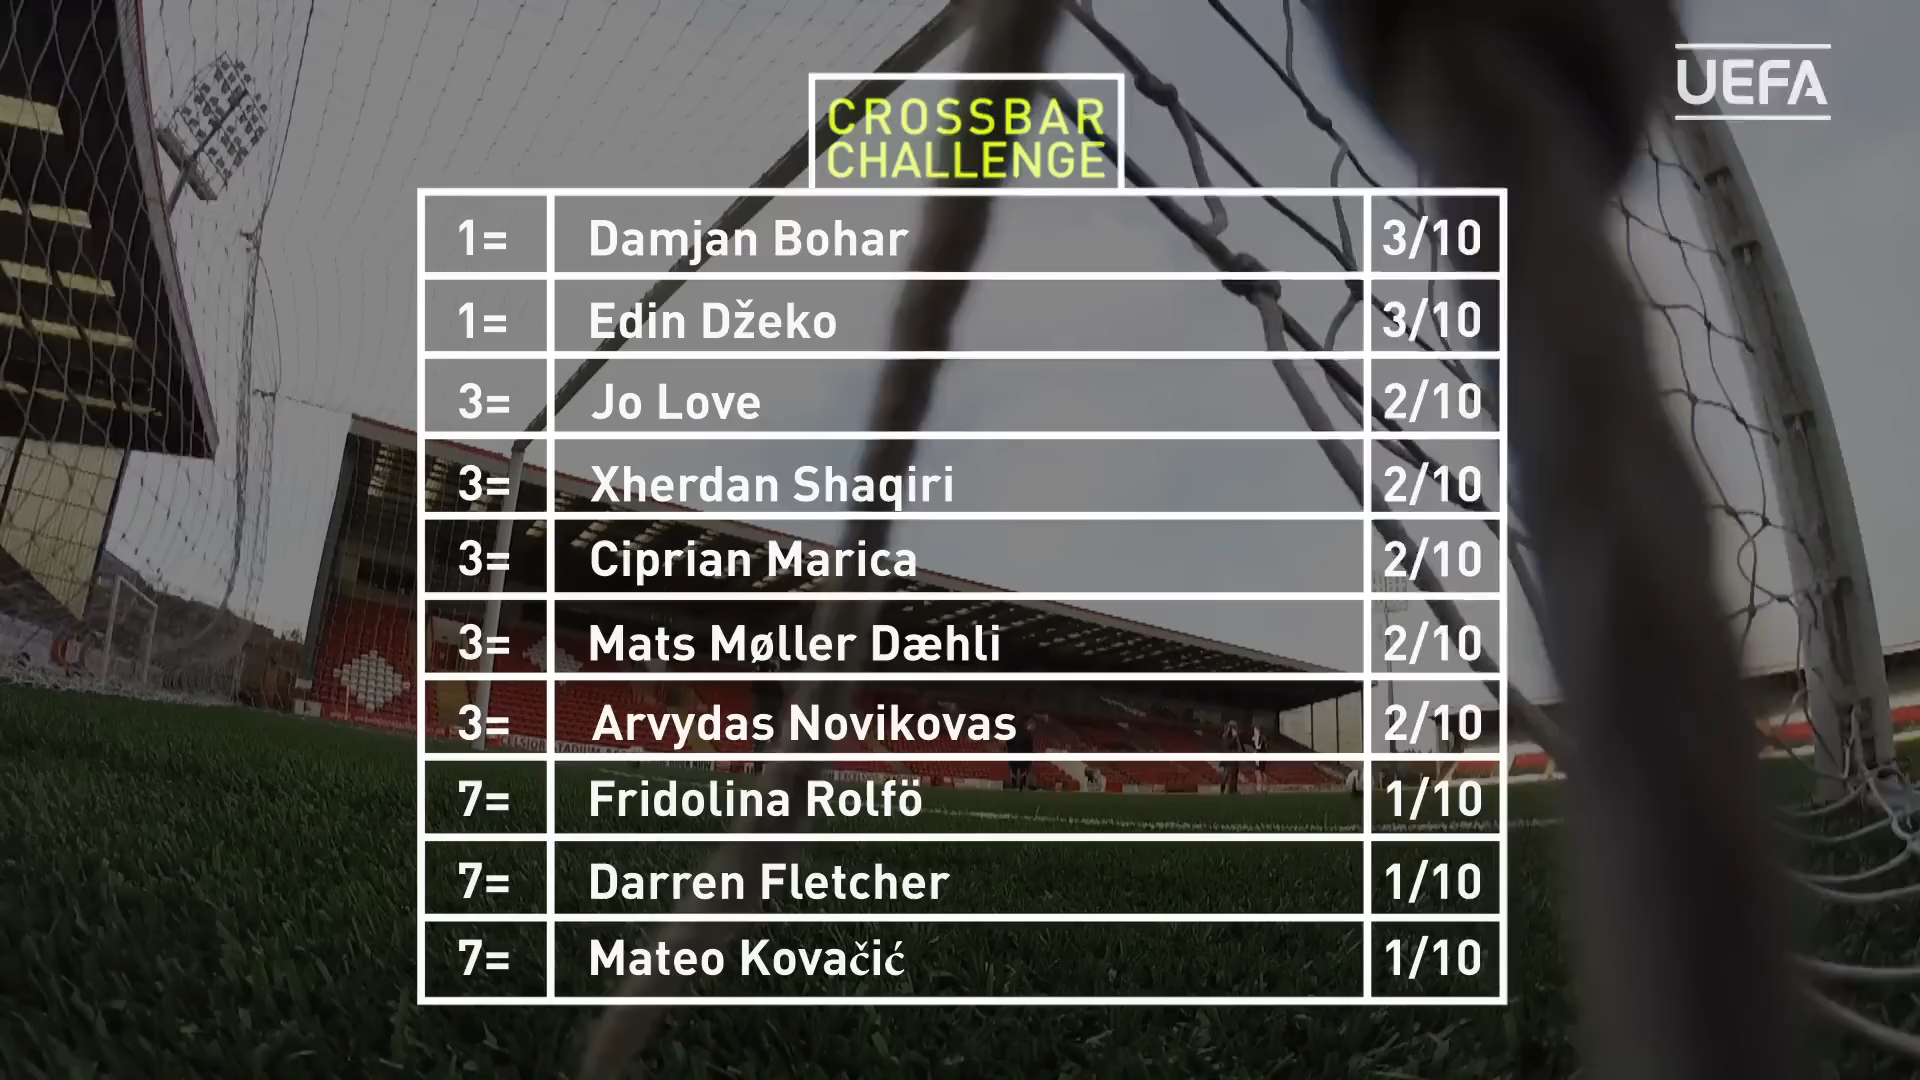 UEFA
CROSSBAR
CHALLENGE
1= Damjan Bohar 3/10
1= Edin Džeko 3/10
3= Jo Love 2/10
3= Xherdan Shaqiri 2/10
3= Ciprian Marica 2/10
3= Mats Møller Dæhli 2/10
3= Arvydas Novikovas 2/10
7= Fridolina Rolfö 1/10
7= Darren Fletcher 1/10
7= Mateo Kovačić 1/10